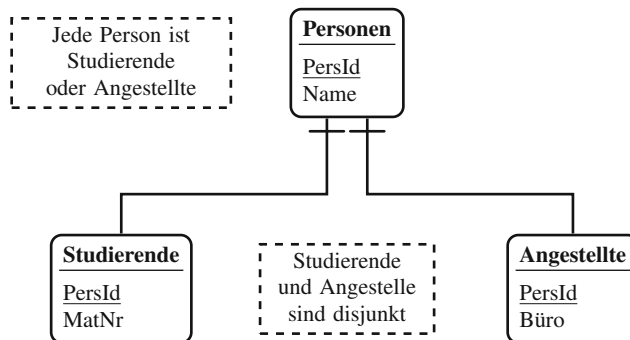 Jede Person ist
Studierende
oder Angestellte
Personen
PersId
Name
Studierende
PersId
MatNr
Studierende
und Angestelle
sind disjunkt
Angestellte
PersId
Büro